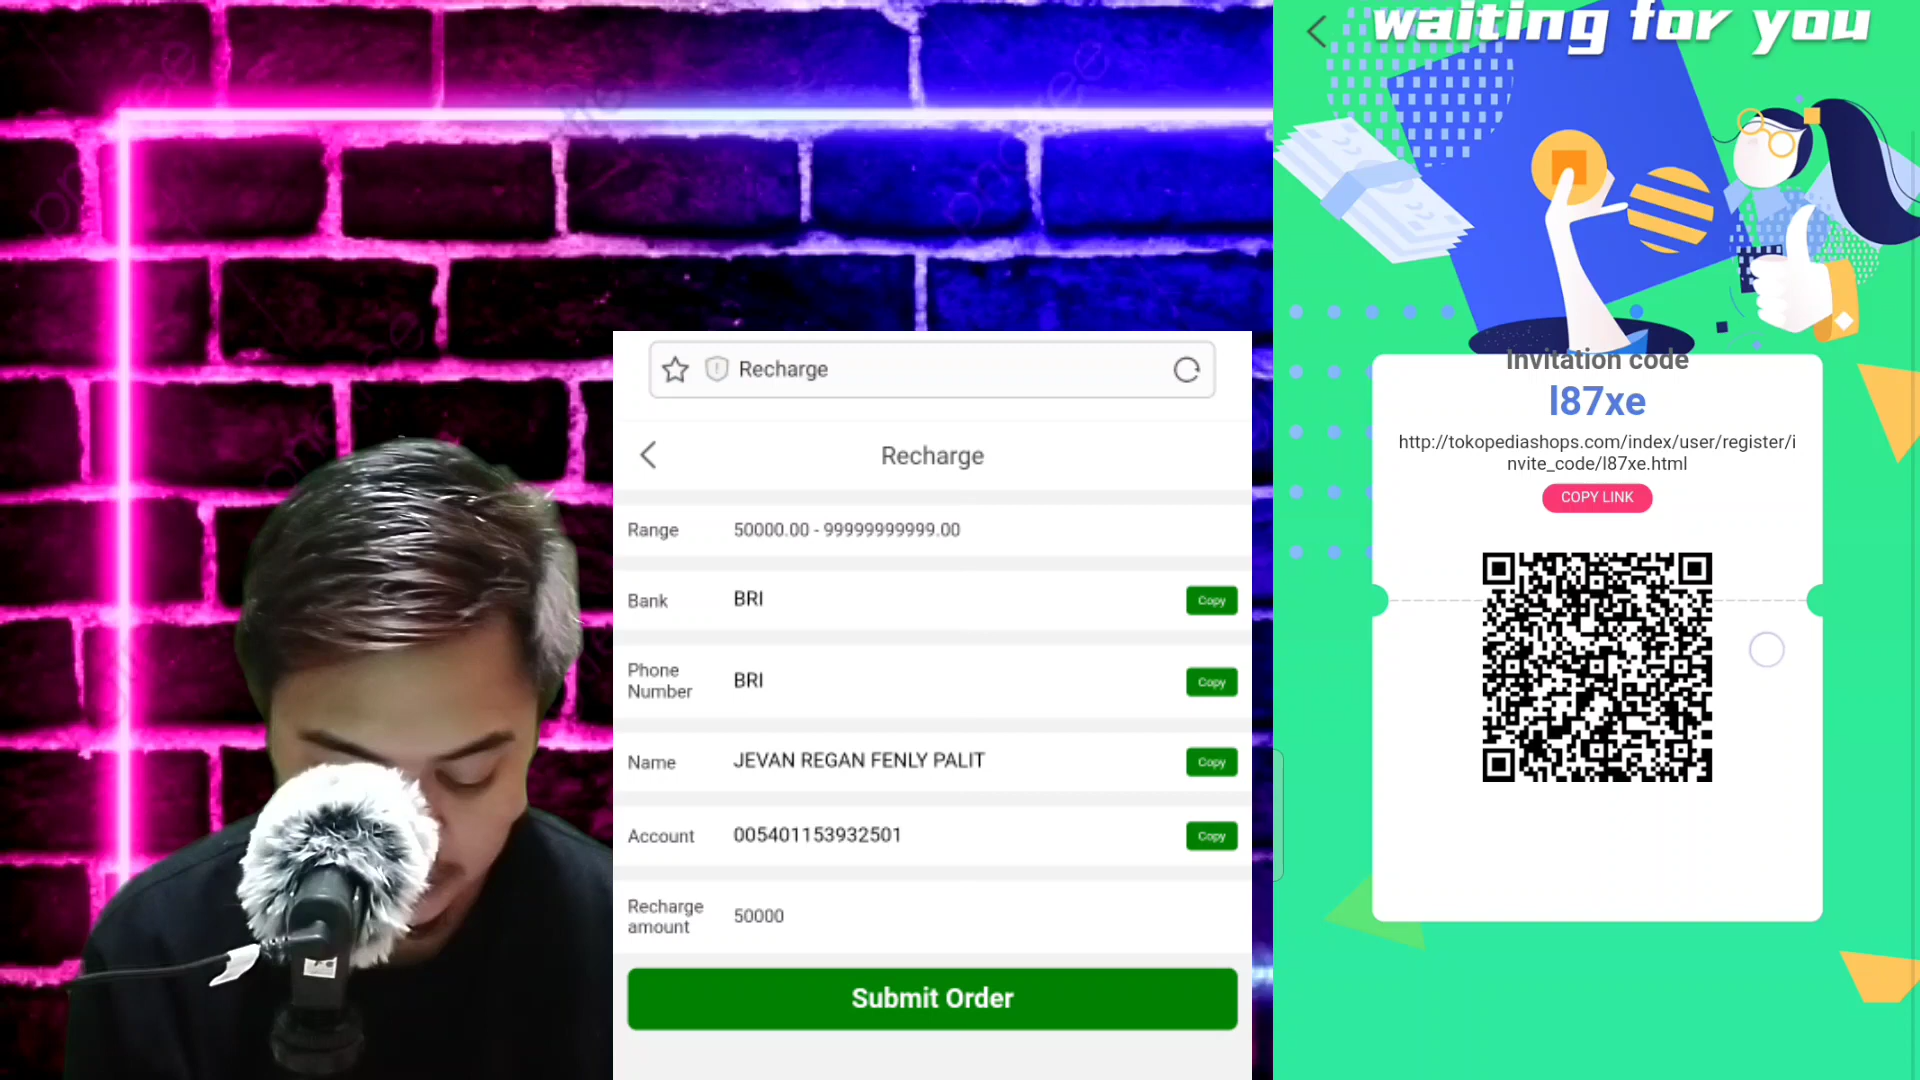 waiting for you
Recharge
Recharge
Range 50000.00 - 99999999999.00
Bank BRI Copy
Phone
Number BRI Copy
Name JEVAN REGAN FENLY PALIT Copy
Account 005401153932501 Copy
Recharge
amount 50000
Submit Order
Invitation code
l87xe
http://tokopediashops.com/index/user/register/i
nvite_code/l87xe.html
COPY LINK